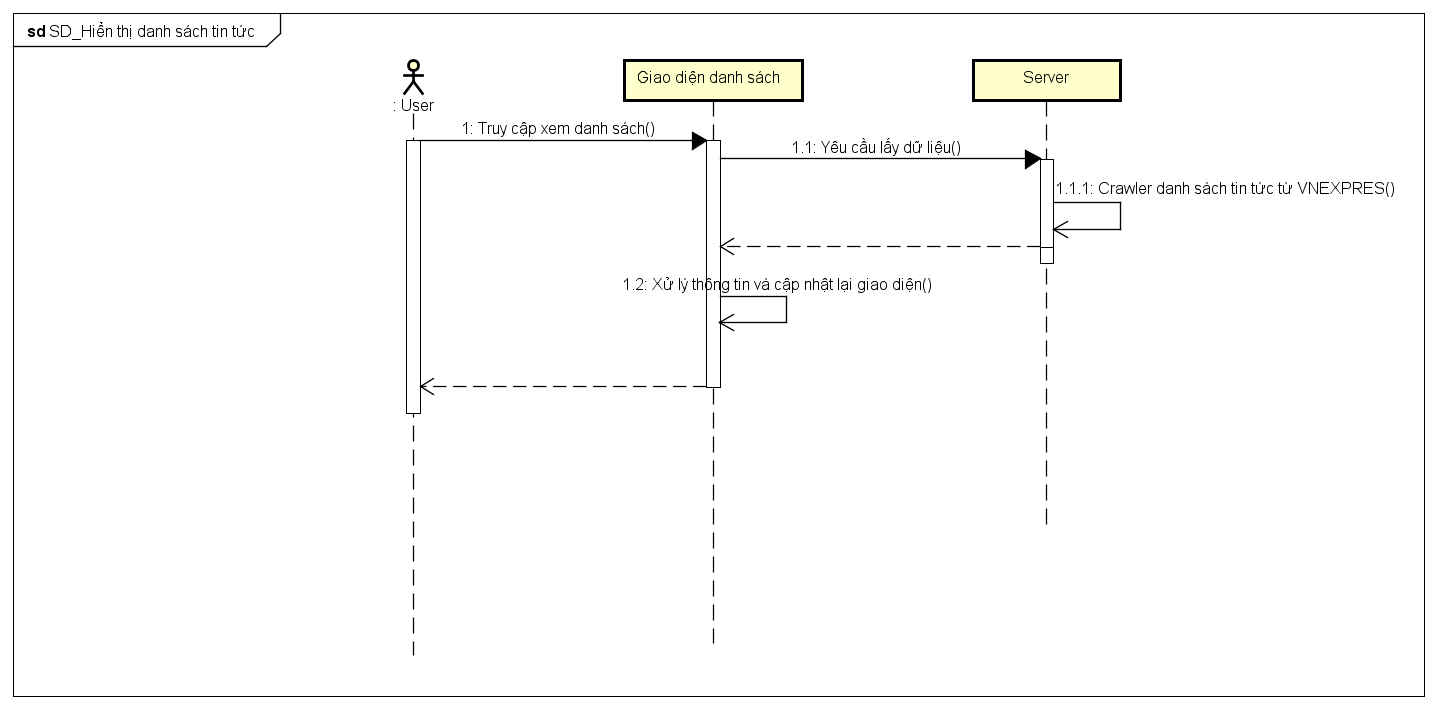 sd SD_Hiển thị danh sách tin tức
: User
Giao diện danh sách
Server
1: Truy cập xem danh sách()
1.1: Yêu cầu lấy dữ liệu()
1.1.1: Crawler danh sách tin tức từ VNEXPRES()
1.2: Xử lý thông tin và cập nhật lại giao diện()